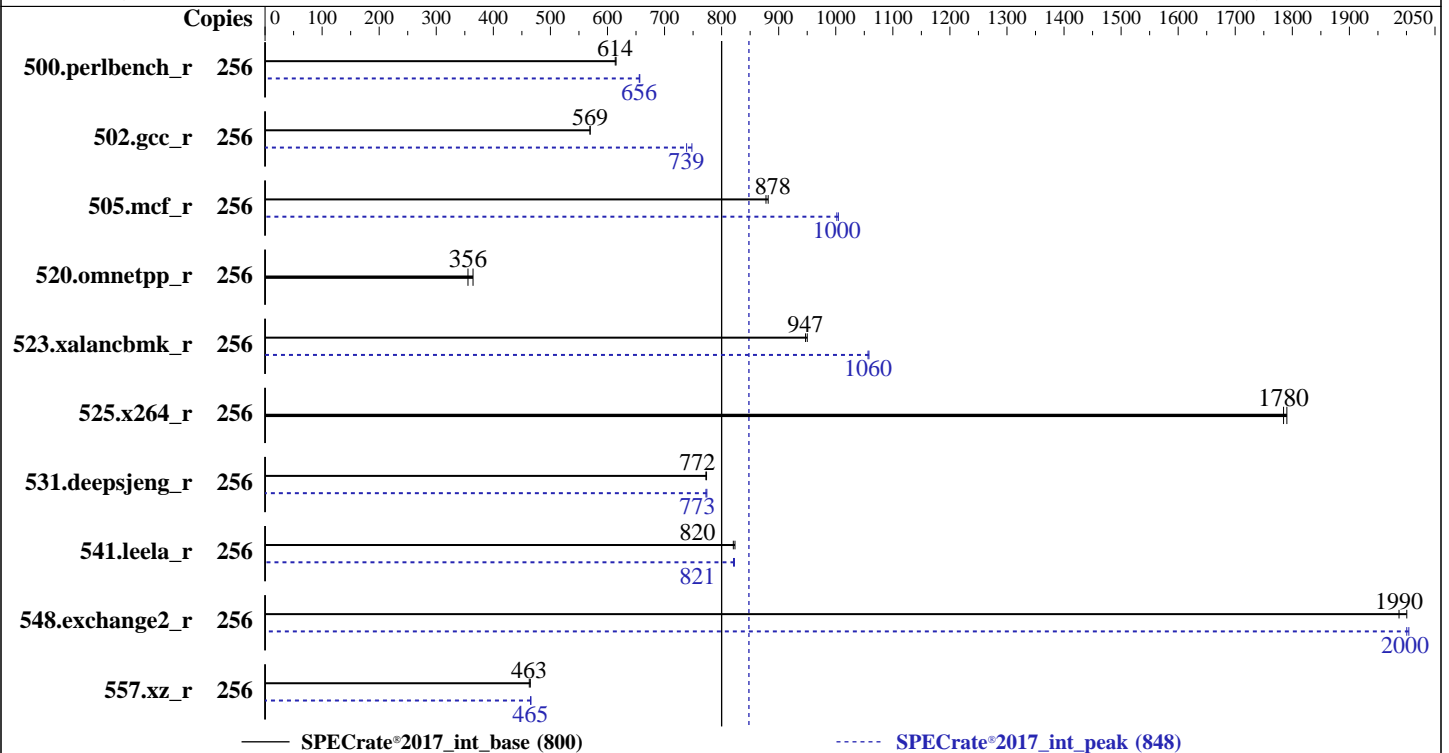 Copies 0 100 200 300 400 500 600 700 800 900 1000 1100 1200 1300 1400 1500 1600 1700 1800 1900 2050
614
500.perlbench_r 256
656
569
502.gcc_r 256
739
878
505.mcf_r 256
1000
356
520.omnetpp_r 256
947
523.xalancbmk_r 256
1060
1780
525.x264_r 256
772
531.deepsjeng_r 256
773
820
541.leela_r 256
821
1990
548.exchange2_r 256
2000
463
557.xz_r 256
465
SPECrate®2017_int_base (800) SPECrate®2017_int_peak (848)